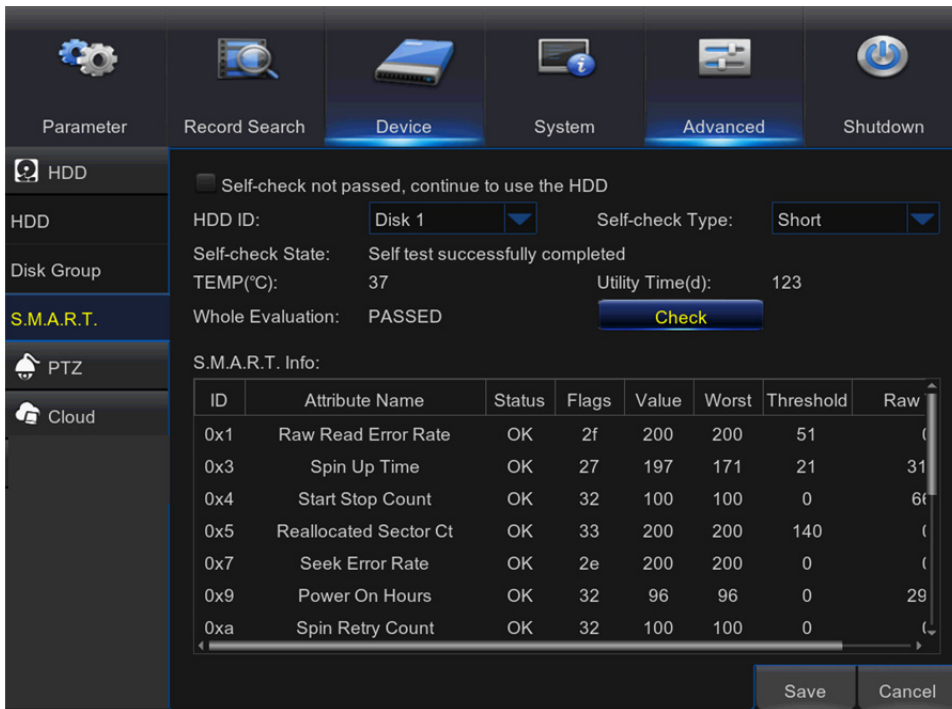 Parameter Record Search Device System Advanced Shutdown
HDD
HDD
Disk Group
S.M.A.R.T.
PTZ
Cloud
Self-check not passed, continue to use the HDD
HDD ID: Disk 1 Self-check Type: Short
Self-check State: Self test successfully completed
TEMP(°C): 37 Utility Time(d): 123
Whole Evaluation: PASSED Check
S.M.A.R.T. Info:
ID Attribute Name Status Flags Value Worst Threshold Raw
0x1 Raw Read Error Rate OK 2f 200 200 51
0x3 Spin Up Time OK 27 197 171 21
0x4 Start Stop Count OK 32 100 100 0
0x5 Reallocated Sector Ct OK 33 200 200 140
0x7 Seek Error Rate OK 2e 200 200 0
0x9 Power On Hours OK 32 96 96 0
0xa Spin Retry Count OK 32 100 100 0
Save Cancel